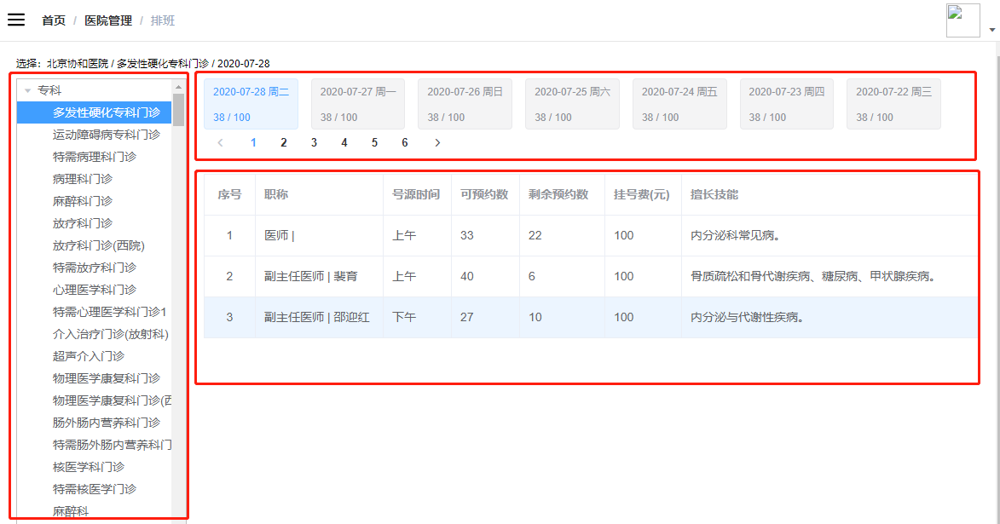 首页 / 医院管理 / 排班
选择：北京协和医院 / 多发性硬化专科门诊 / 2020-07-28
专科
多发性硬化专科门诊
运动障碍病专科门诊
特需病理科门诊
病理科门诊
麻醉科门诊
放疗科门诊
放疗科门诊(西院)
特需放疗科门诊
心理医学科门诊
特需心理医学科门诊1
介入治疗门诊(放射科)
超声介入门诊
物理医学康复科门诊
物理医学康复科门诊(西
肠外肠内营养科门诊
特需肠外肠内营养科门
核医学科门诊
特需核医学门诊
麻醉科
2020-07-28 周二 2020-07-27 周一 2020-07-26 周日 2020-07-25 周六 2020-07-24 周五 2020-07-23 周四 2020-07-22 周三
38 / 100 38 / 100 38 / 100 38 / 100 38 / 100 38 / 100 38 / 100
1 2 3 4 5 6
序号 职称 号源时间 可预约数 剩余预约数 挂号费(元) 擅长技能
1 医师 | 上午 33 22 100 内分泌科常见病。
2 副主任医师 | 裴育 上午 40 6 100 骨质疏松和骨代谢疾病、糖尿病、甲状腺疾病。
3 副主任医师 | 邵迎红 下午 27 10 100 内分泌与代谢性疾病。